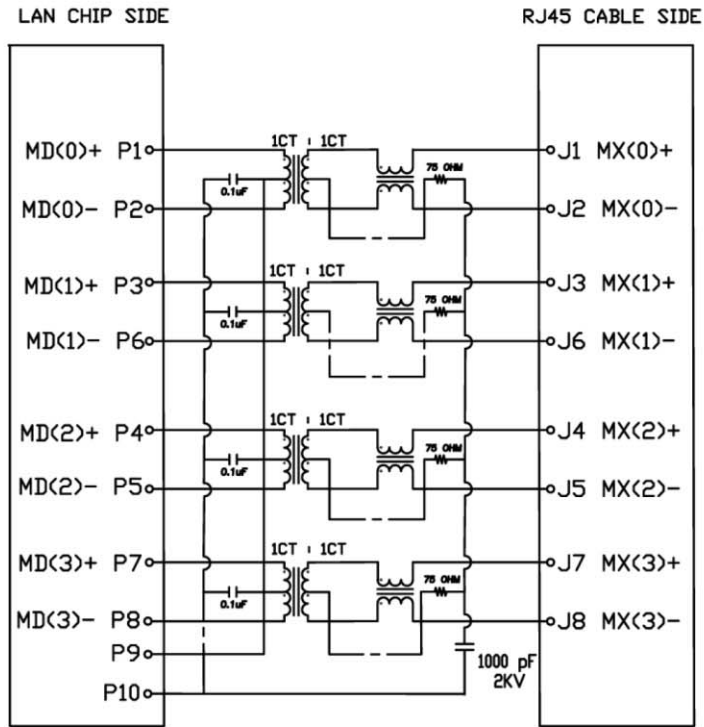 LAN CHIP SIDE RJ45 CABLE SIDE
1CT 1CT
MD(0)+ P1 75 OHM J1 MX(0)+
0.1uF
MD(0)- P2 J2 MX(0)-
1CT 1CT
MD(1)+ P3 75 OHM J3 MX(1)+
0.1uF
MD(1)- P6 J6 MX(1)-
1CT 1CT
MD(2)+ P4 75 OHM J4 MX(2)+
0.1uF
MD(2)- P5 J5 MX(2)-
1CT 1CT
MD(3)+ P7 75 OHM J7 MX(3)+
0.1uF
MD(3)- P8 J8 MX(3)-
P9 1000 pF
P10 2KV